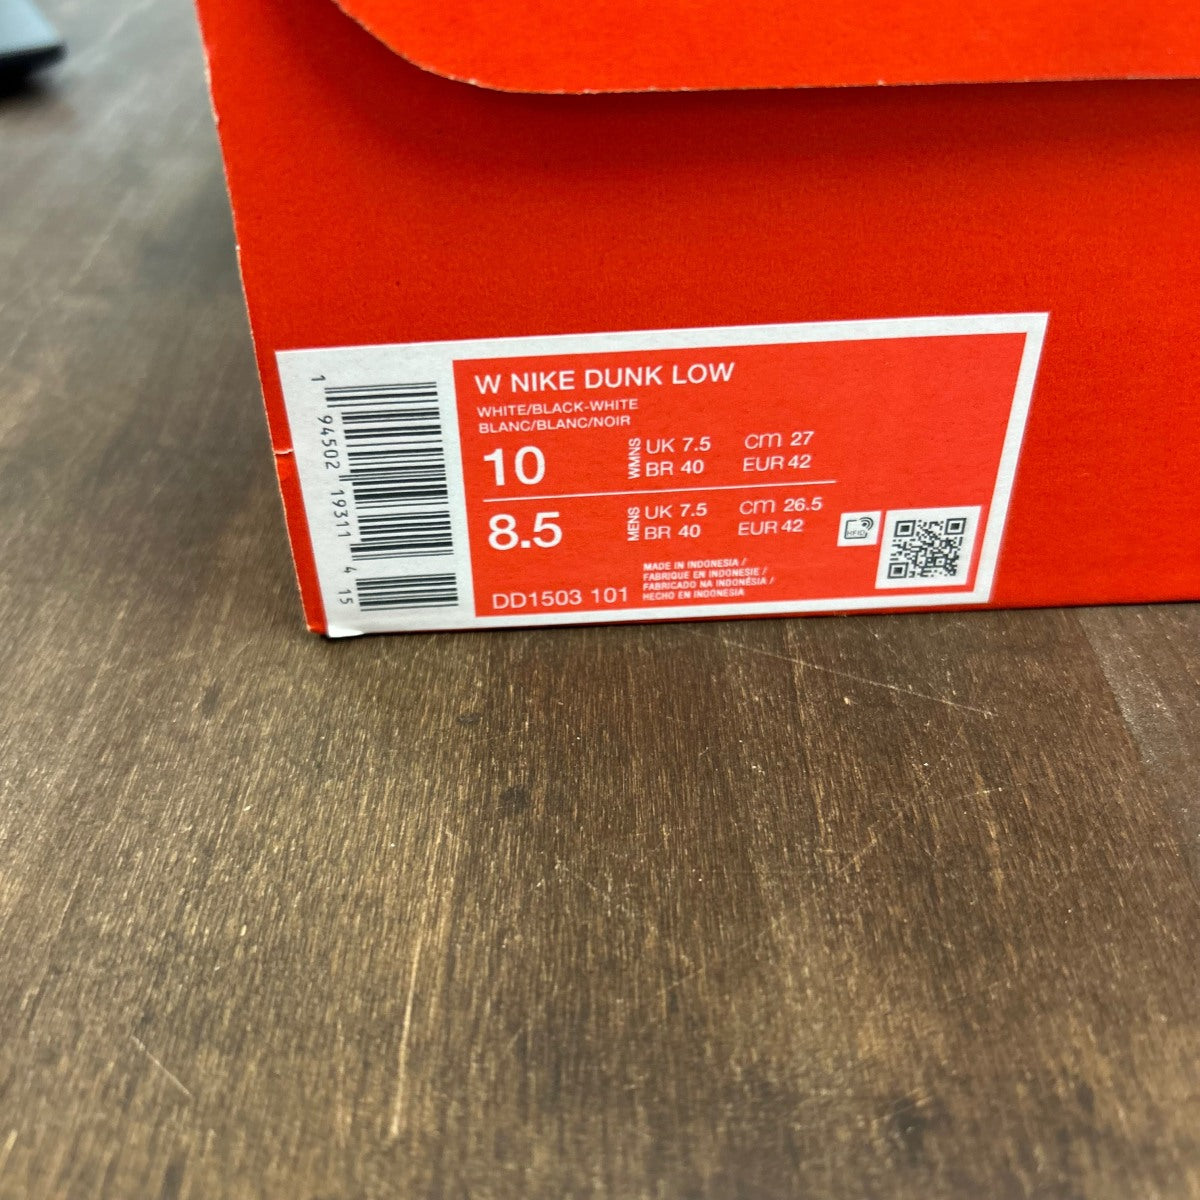 W NIKE DUNK LOW
WHITE/BLACK-WHITE
BLANC/BLANC/NOIR
10 WMNS UK 7.5 cm 27
BR 40 EUR 42
8.5 MENS UK 7.5 cm 26.5
BR 40 EUR 42
DD1503 101
MADE IN INDONESIA /
FABRIQUE EN INDONESIE /
FABRICADO NA INDONÉSIA /
HECHO EN INDONESIA
RFID
1 94502 19311 4 15